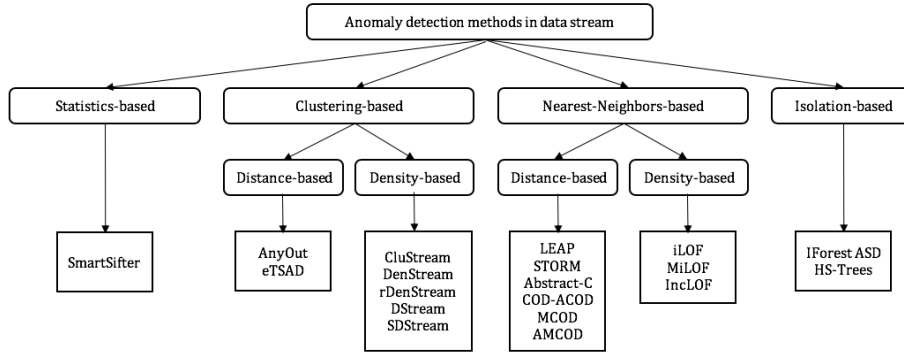 Anomaly detection methods in data stream
Statistics-based
Clustering-based
Nearest-Neighbors-based
Isolation-based
Distance-based
Density-based
Distance-based
Density-based
SmartSifter
AnyOut
eTSAD
CluStream
DenStream
rDenStream
DStream
SDStream
LEAP
STORM
Abstract-C
COD-ACOD
MCOD
AMCOD
iLOF
MiLOF
IncLOF
IForest ASD
HS-Trees